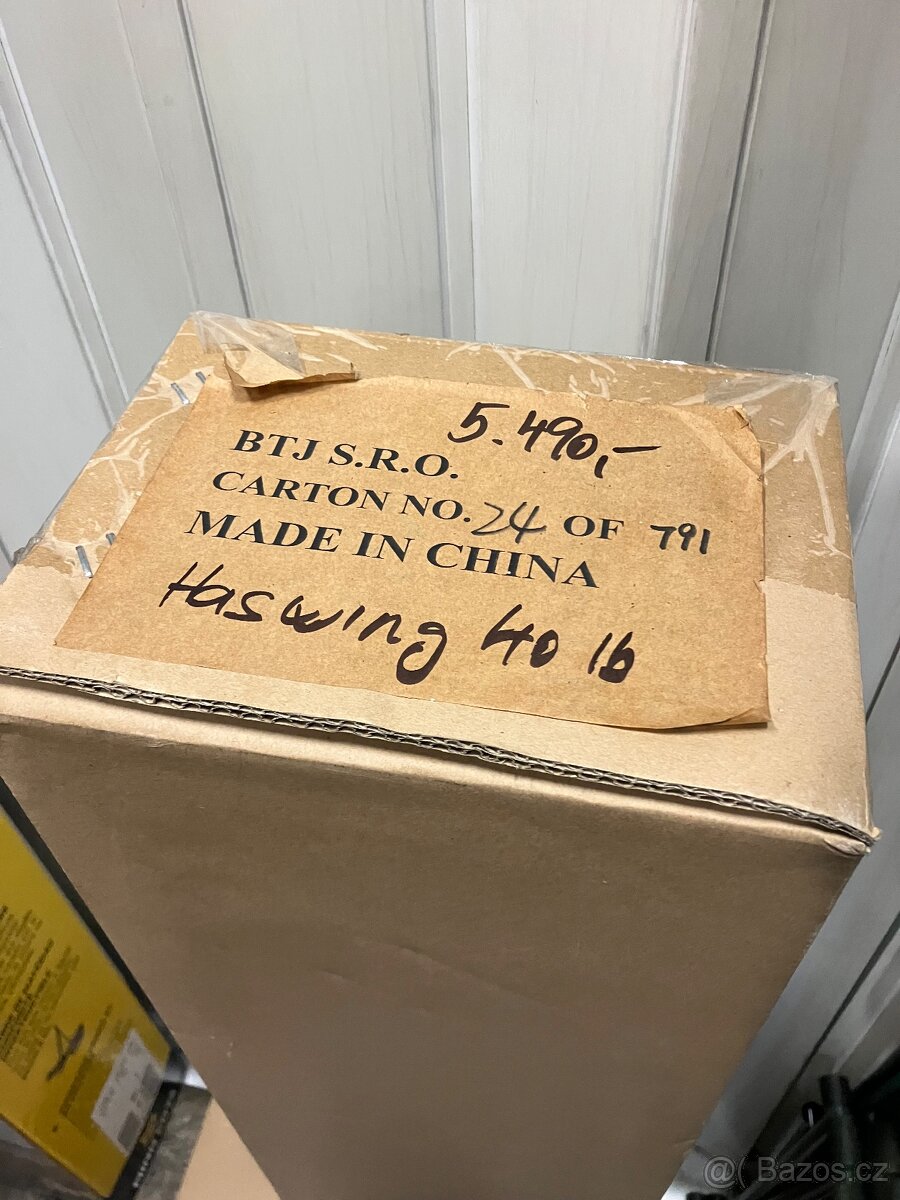 5.490,-
BTJ S.R.O.
CARTON NO. 24 OF 791
MADE IN CHINA
Haswing 40 lb
@( Bazos.cz